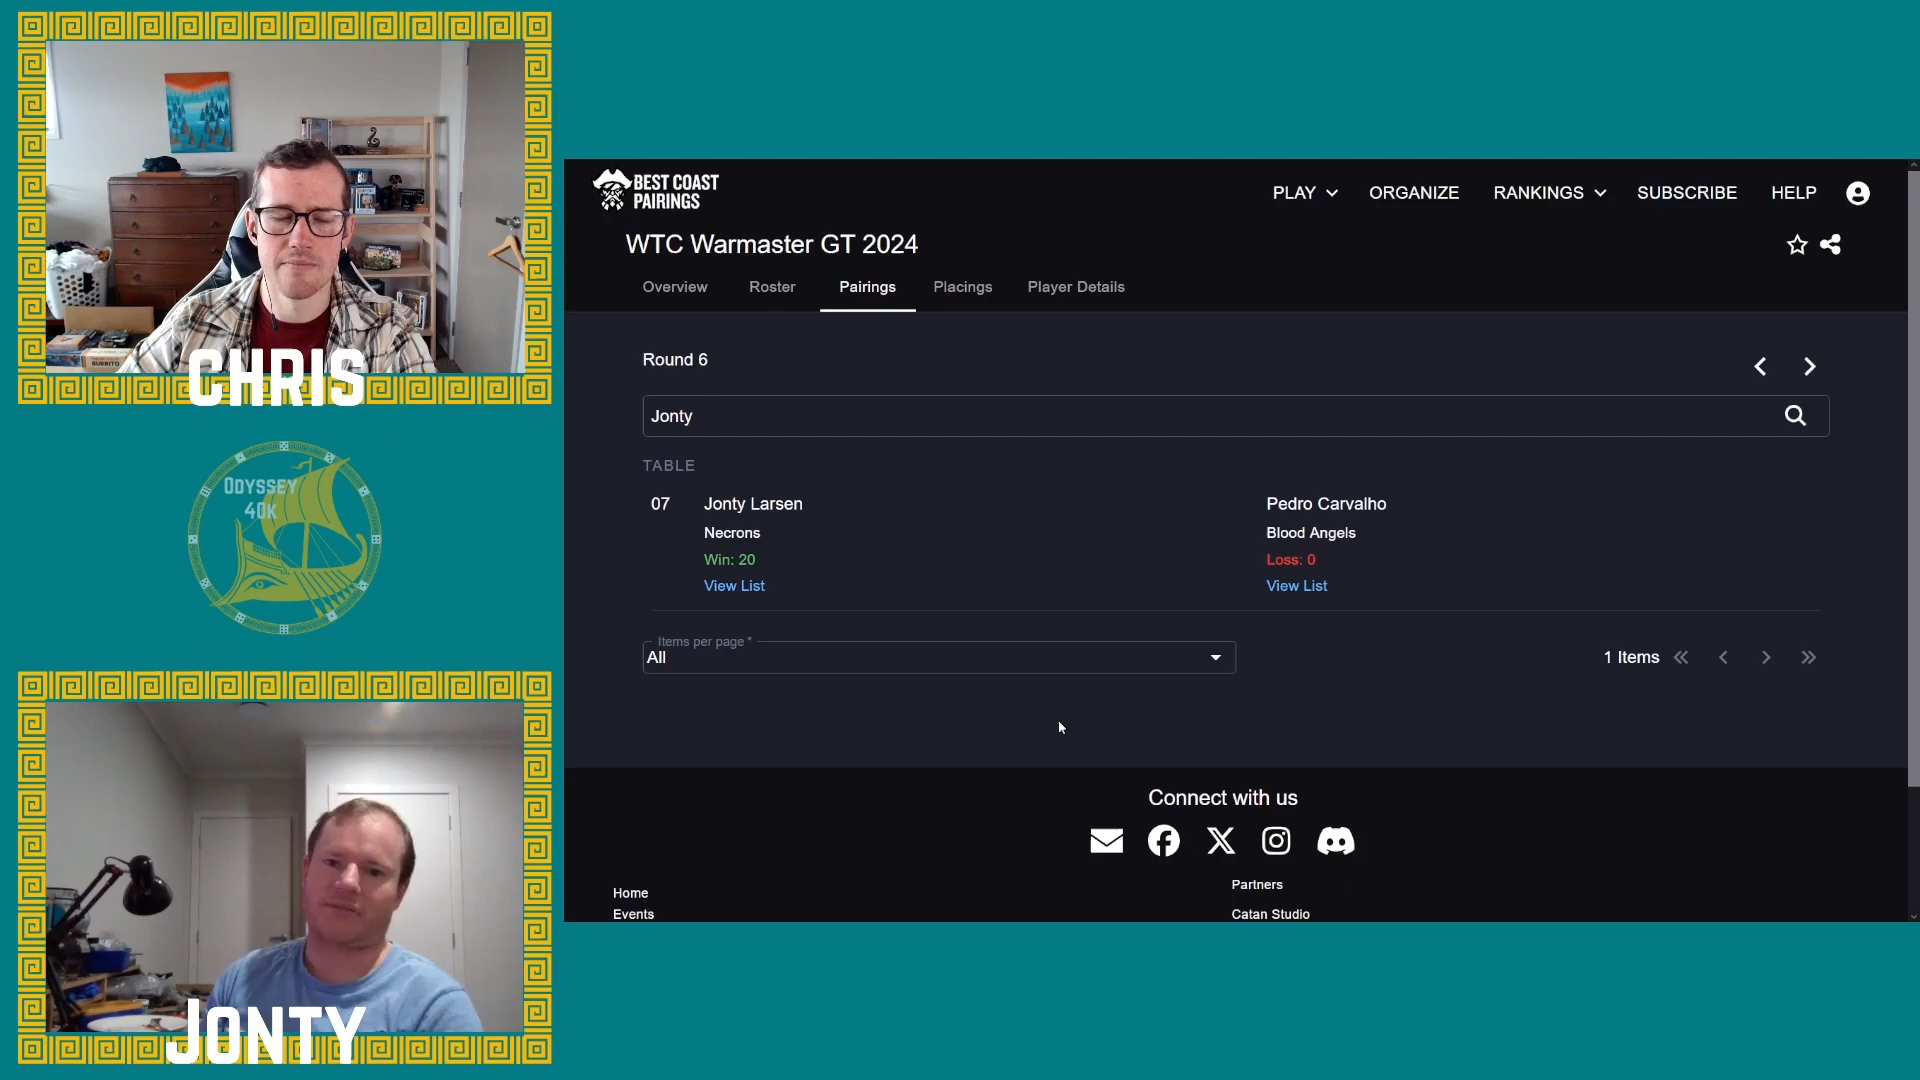 CHRIS
ODYSSEY
40K
JONTY
BEST COAST
PAIRINGS
PLAY
ORGANIZE
RANKINGS
SUBSCRIBE
HELP
WTC Warmaster GT 2024
Overview
Roster
Pairings
Placings
Player Details
Round 6
Jonty
TABLE
07
Jonty Larsen
Necrons
Win: 20
View List
Pedro Carvalho
Blood Angels
Loss: 0
View List
Items per page *
All
1 Items
Connect with us
Home
Events
Partners
Catan Studio
BURRITO